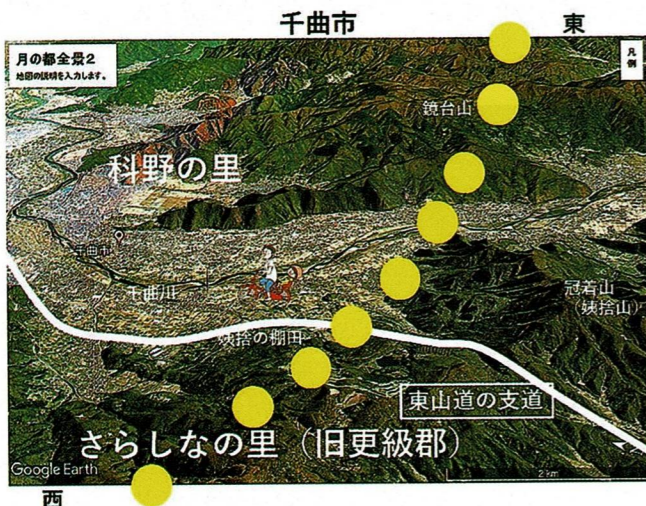 千曲市
東
月の都全景2
地図の説明を入力します。
凡例
鏡台山
科野の里
千曲市
千曲川
冠着山
(姨捨山)
姨捨の棚田
東山道の支道
さらしなの里(旧更級郡)
Google Earth
2 km
西